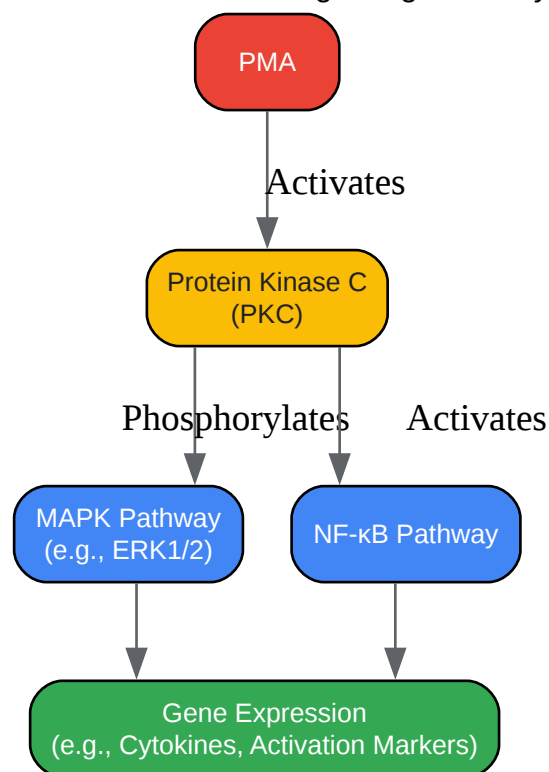 PMA
Activates
Protein Kinase C
(PKC)
Phosphorylates
Activates
MAPK Pathway
(e.g., ERK1/2)
NF-κB Pathway
Gene Expression
(e.g., Cytokines, Activation Markers)